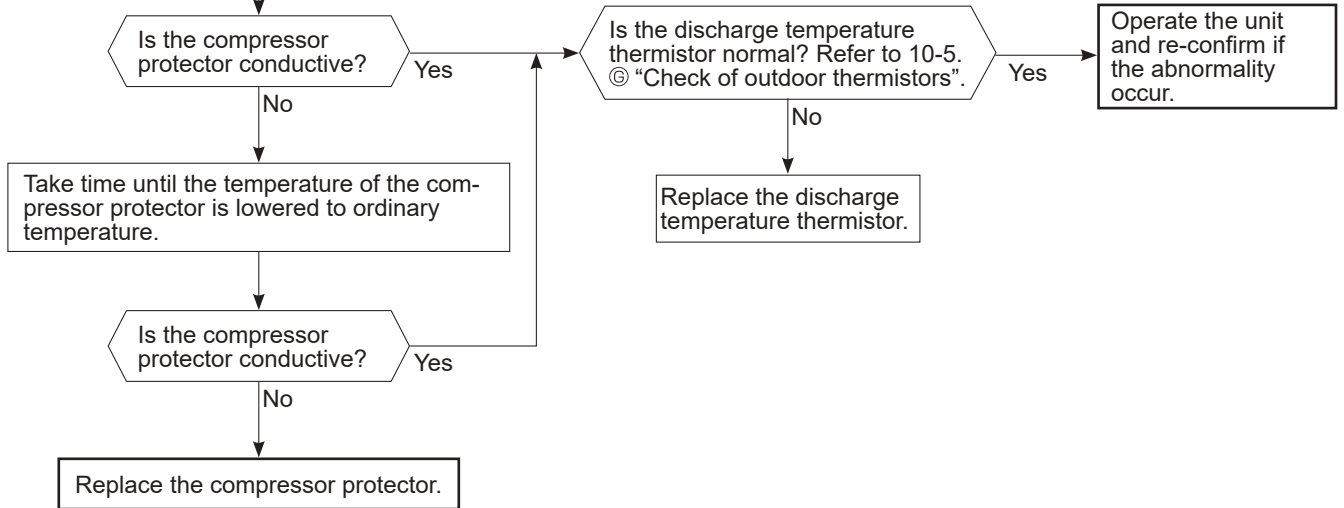 Is the compressor
protector conductive?
Yes
No
Is the discharge temperature
thermistor normal? Refer to 10-5.
Ⓖ “Check of outdoor thermistors”.
Yes
No
Operate the unit
and re-confirm if
the abnormality
occur.
Take time until the temperature of the com-
pressor protector is lowered to ordinary
temperature.
Replace the discharge
temperature thermistor.
Is the compressor
protector conductive?
Yes
No
Replace the compressor protector.